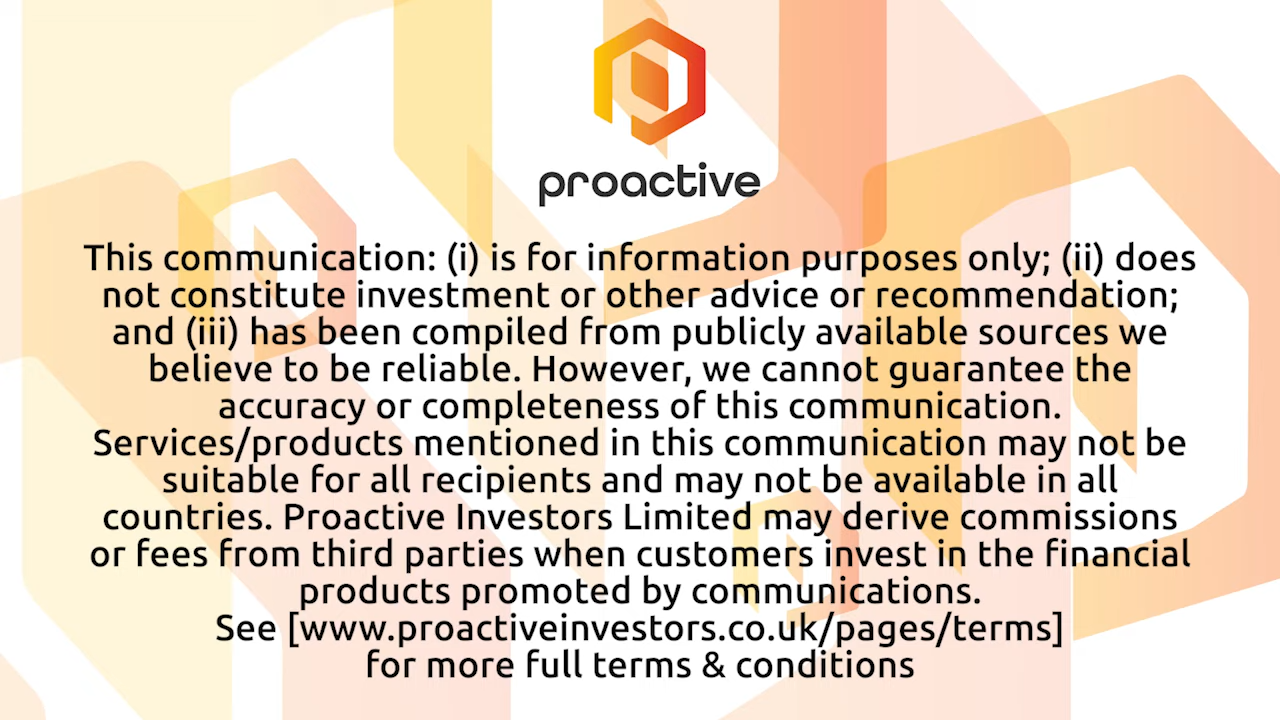 proactive
This communication: (i) is for information purposes only; (ii) does
not constitute investment or other advice or recommendation;
and (iii) has been compiled from publicly available sources we
believe to be reliable. However, we cannot guarantee the
accuracy or completeness of this communication.
Services/products mentioned in this communication may not be
suitable for all recipients and may not be available in all
countries. Proactive Investors Limited may derive commissions
or fees from third parties when customers invest in the financial
products promoted by communications.
See [www.proactiveinvestors.co.uk/pages/terms]
for more full terms & conditions